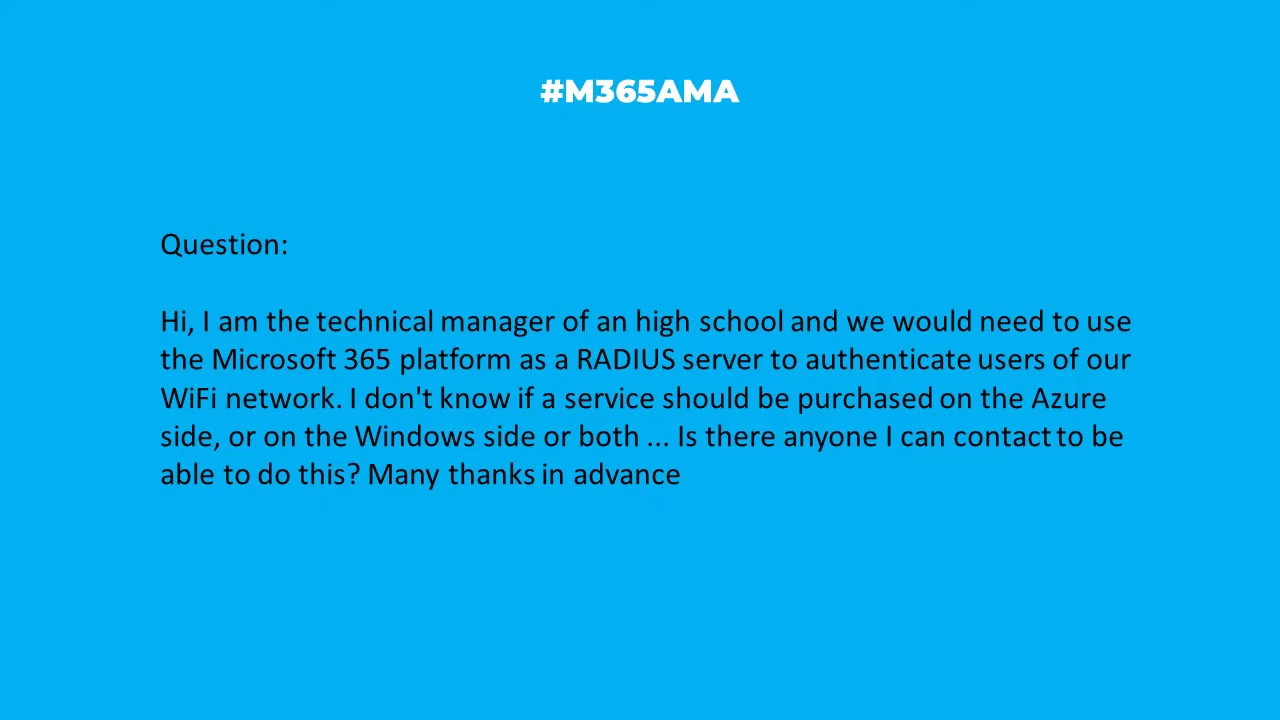 #M365AMA
Question:
Hi, I am the technical manager of an high school and we would need to use
the Microsoft 365 platform as a RADIUS server to authenticate users of our
WiFi network. I don't know if a service should be purchased on the Azure
side, or on the Windows side or both ... Is there anyone I can contact to be
able to do this? Many thanks in advance